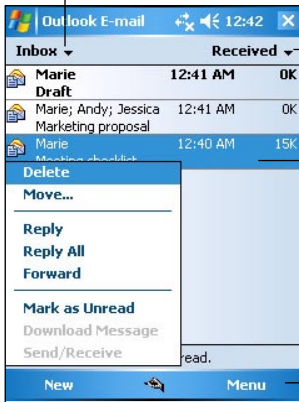 Outlook E-mail 12:42
Inbox Received
Marie 12:41 AM 0K
Draft
Marie; Andy; Jessica 12:41 AM 0K
Marketing proposal
Marie 12:40 AM 15K
Meeting checklist
Delete
Move...
Reply
Reply All
Forward
Mark as Unread
Download Message
Send/Receive
read.
New Menu